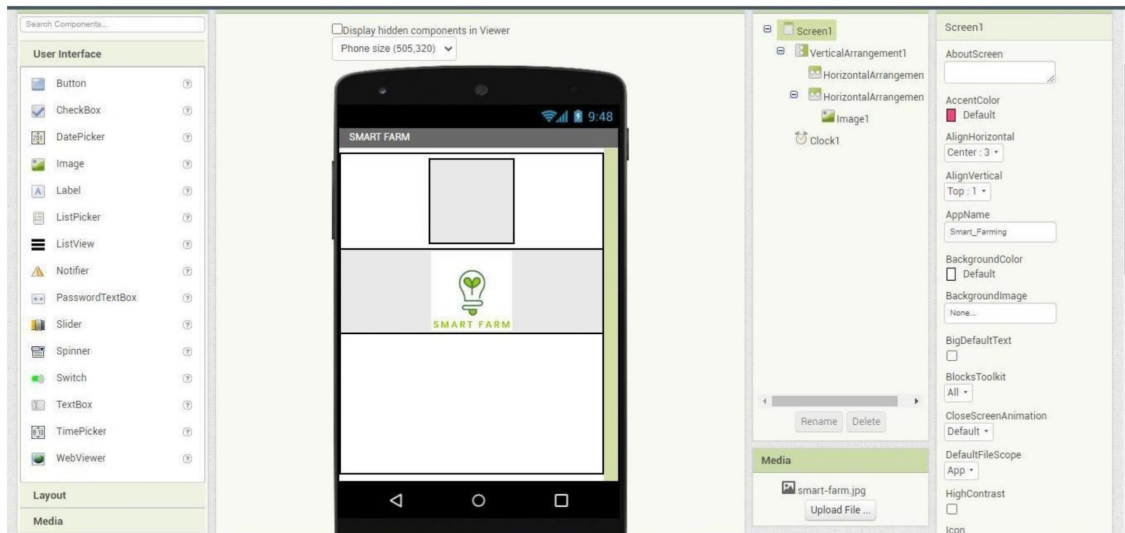 Search Components...
User Interface
Button
CheckBox
DatePicker
Image
Label
ListPicker
ListView
Notifier
PasswordTextBox
Slider
Spinner
Switch
TextBox
TimePicker
WebViewer
Layout
Media
Display hidden components in Viewer
Phone size (505,320)
9:48
SMART FARM
SMART FARM
Screen1
VerticalArrangement1
HorizontalArrangemen
HorizontalArrangemen
Image1
Clock1
Rename Delete
Media
smart-farm.jpg
Upload File ...
Screen1
AboutScreen
AccentColor
Default
AlignHorizontal
Center : 3
AlignVertical
Top : 1
AppName
Smart_Farming
BackgroundColor
Default
BackgroundImage
None...
BigDefaultText
BlocksToolkit
All
CloseScreenAnimation
Default
DefaultFileScope
App
HighContrast
Icon